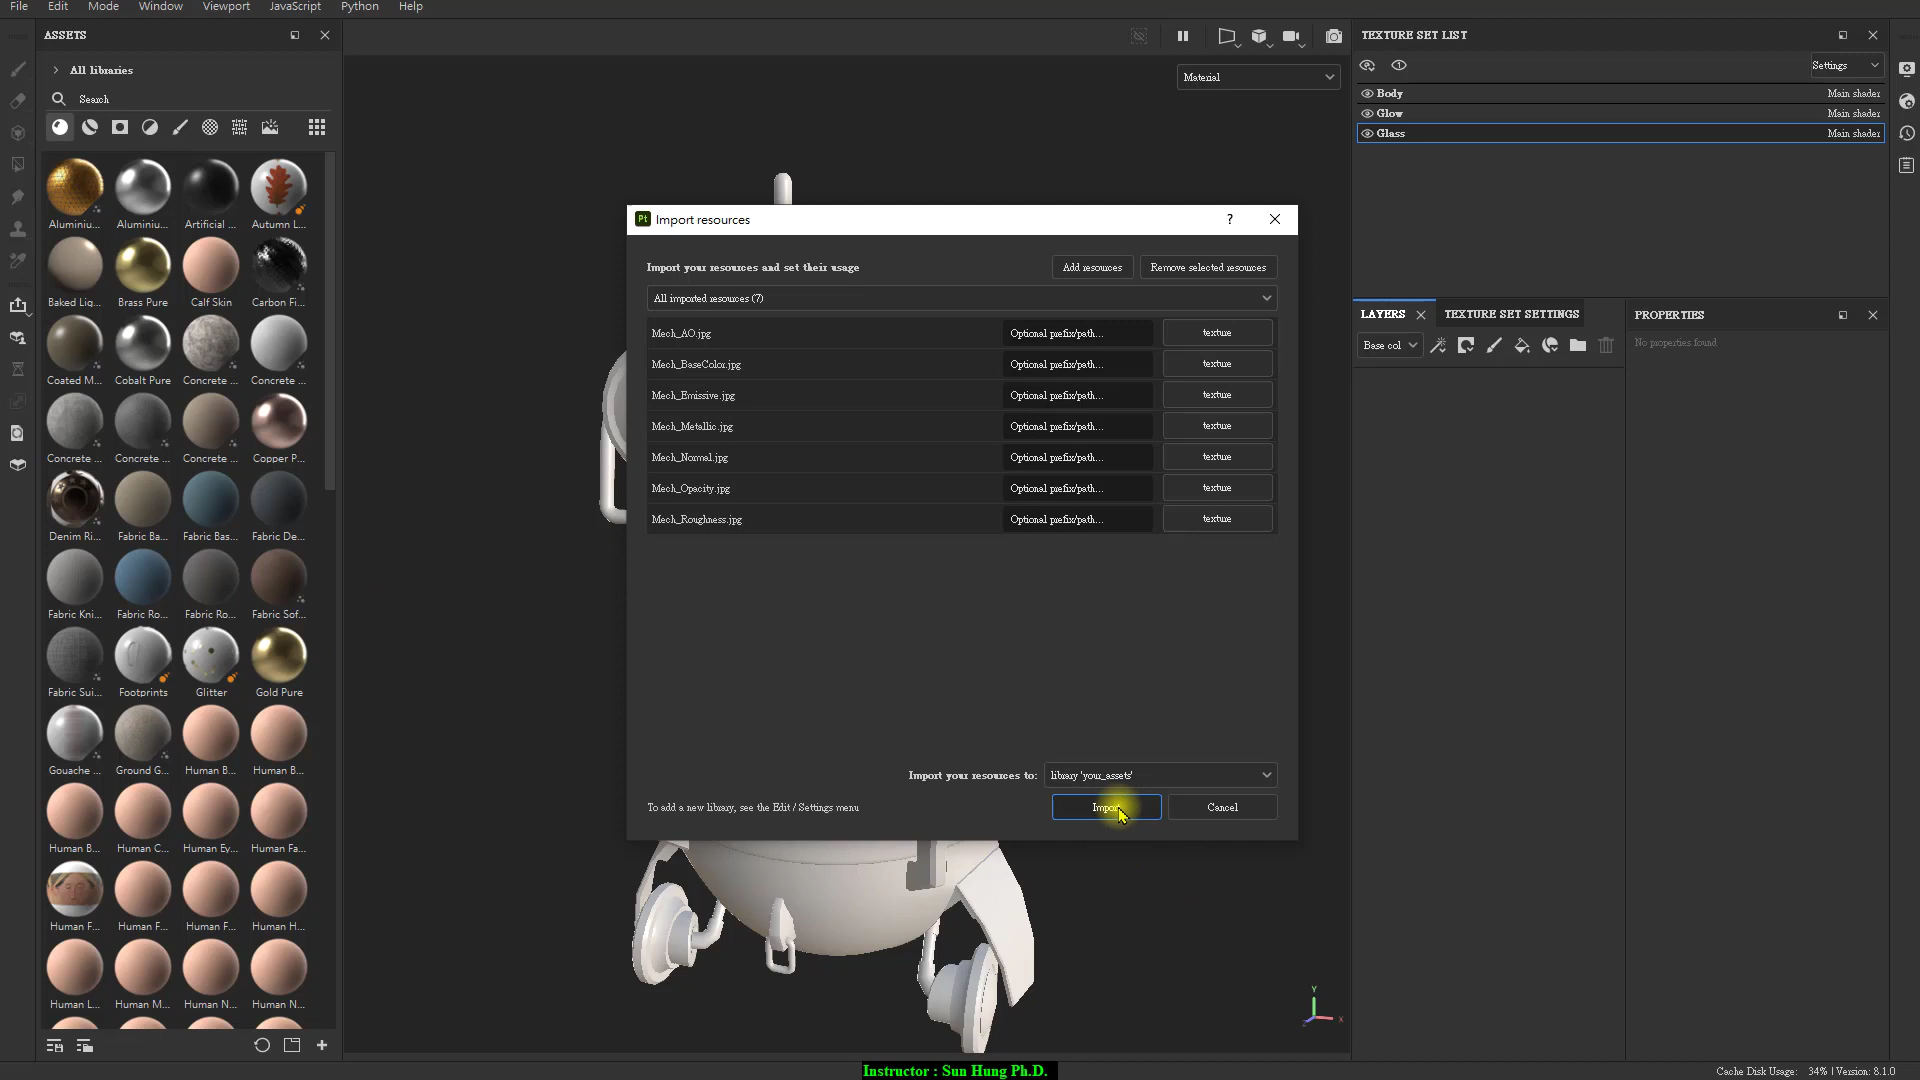 File Edit Mode Window Viewport JavaScript Python Help
ASSETS
All libraries
Search
Aluminiu... Aluminiu... Artificial ... Autumn L...
Baked Lig... Brass Pure Calf Skin Carbon Fi...
Coated M... Cobalt Pure Concrete ... Concrete ...
Concrete ... Concrete ... Concrete ... Copper P...
Denim Ri... Fabric Ba... Fabric Bas... Fabric De...
Fabric Kni... Fabric Ro... Fabric Ro... Fabric Sof...
Fabric Sui... Footprints Glitter Gold Pure
Gouache ... Ground G... Human B... Human B...
Human B... Human C... Human Ey... Human Fa...
Human F... Human F... Human F... Human H...
Human L... Human M... Human N... Human N...
Material
Pt Import resources ?
Import your resources and set their usage Add resources Remove selected resources
All imported resources (7)
Mech_AO.jpg Optional prefix/path... texture
Mech_BaseColor.jpg Optional prefix/path... texture
Mech_Emissive.jpg Optional prefix/path... texture
Mech_Metallic.jpg Optional prefix/path... texture
Mech_Normal.jpg Optional prefix/path... texture
Mech_Opacity.jpg Optional prefix/path... texture
Mech_Roughness.jpg Optional prefix/path... texture
Import your resources to: library 'your_assets'
To add a new library, see the Edit / Settings menu Import Cancel
Y
X
TEXTURE SET LIST
Settings
Body Main shader
Glow Main shader
Glass Main shader
LAYERS TEXTURE SET SETTINGS
Base col
PROPERTIES
No properties found
Instructor : Sun Hung Ph.D.
Cache Disk Usage: 34% | Version: 8.1.0